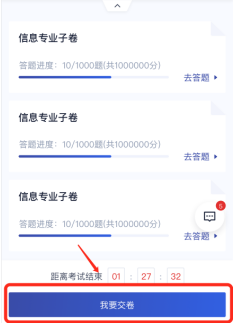 信息专业子卷
答题进度：10/1000题(共1000000分)
去答题
信息专业子卷
答题进度：10/1000题(共1000000分)
去答题
信息专业子卷
6
答题进度：10/1000题(共1000000分)
去答题
距离考试结束 01 : 27 : 32
我要交卷